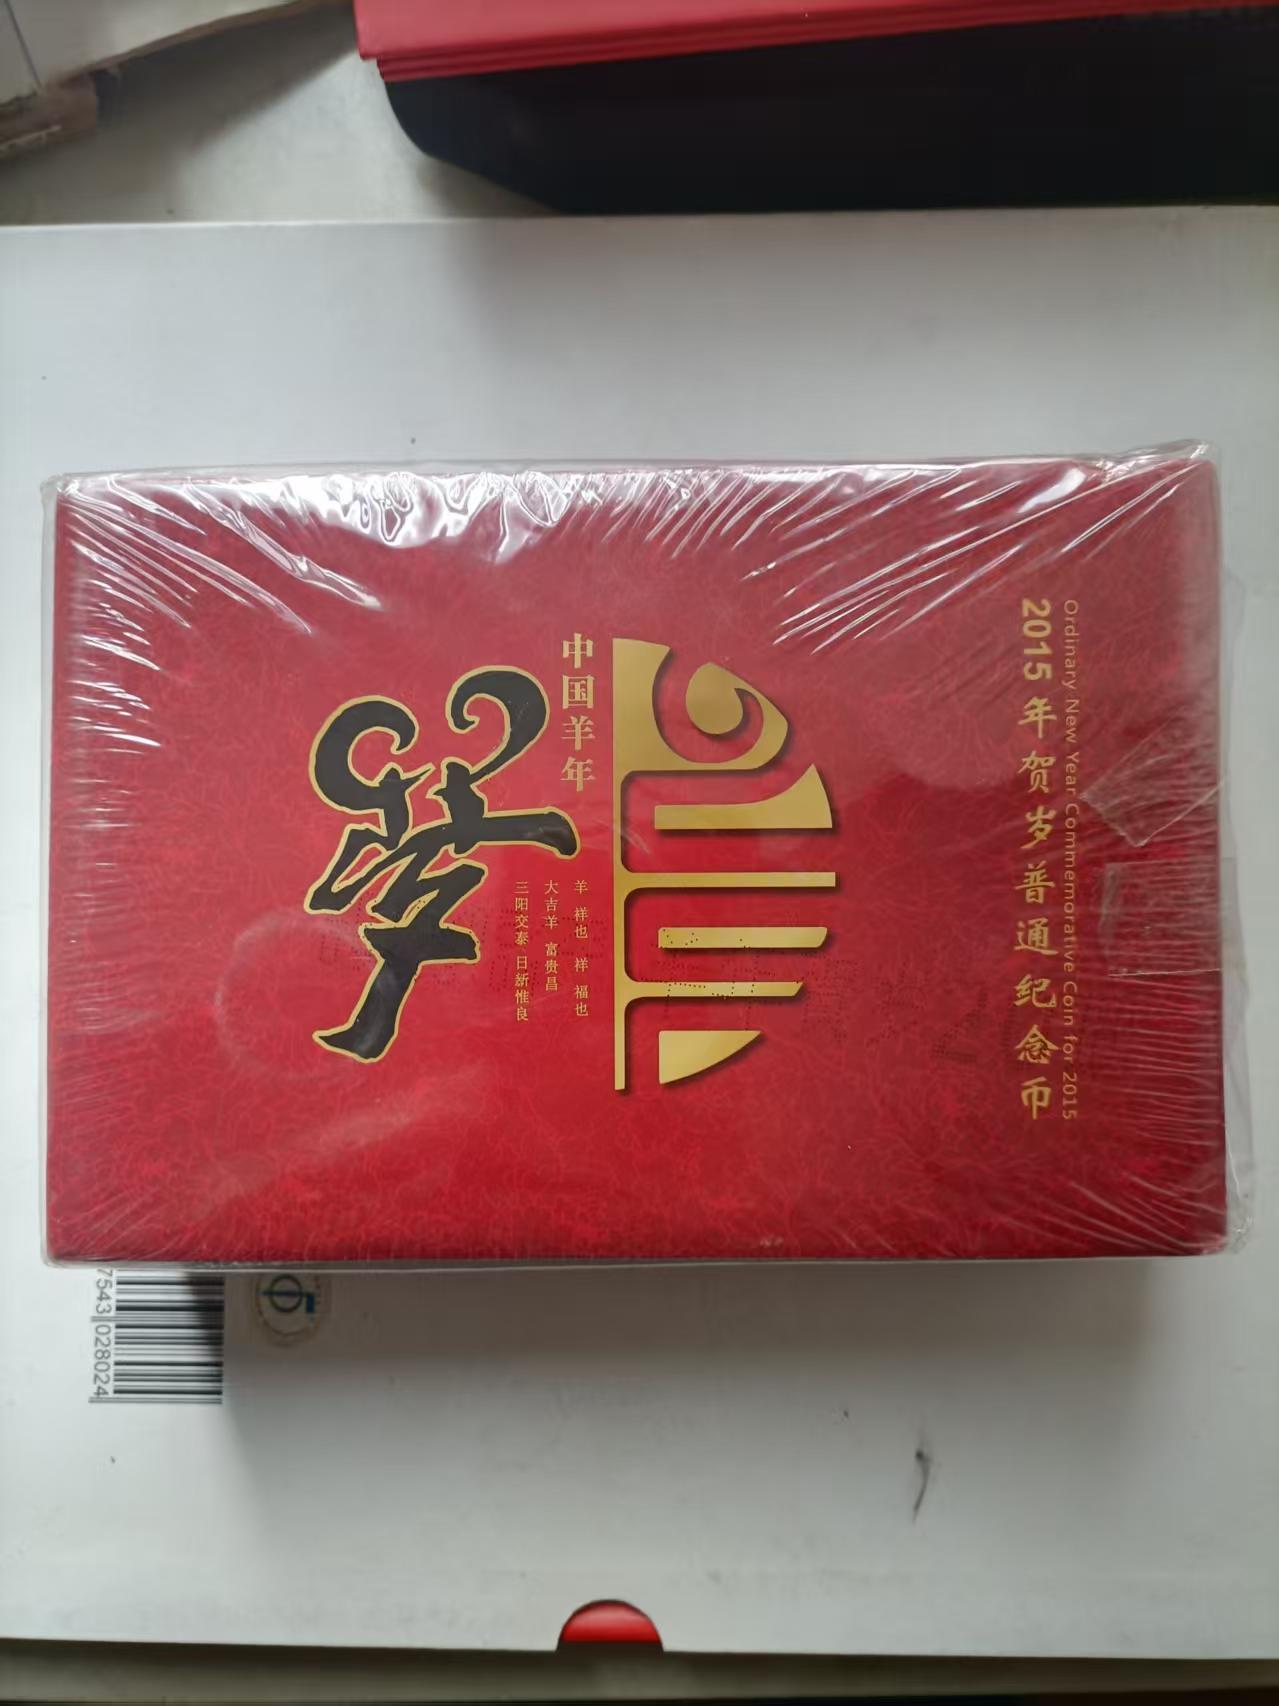 2015年贺岁普通纪念币
Ordinary New Year Commemorative Coin for 2015
中国羊年
羊 祥也 祥 福也
大吉羊 富贵昌
三阳交泰 日新惟良
7543 028024